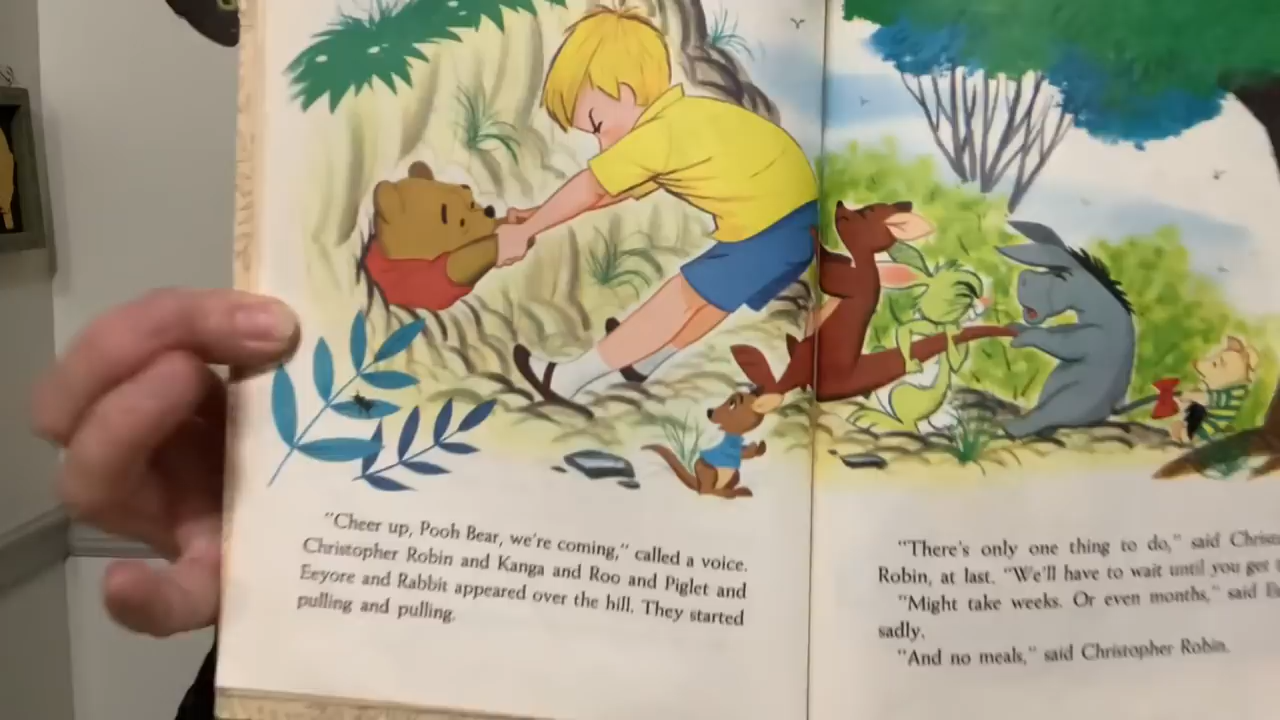 "Cheer up, Pooh Bear, we're coming," called a voice.
Christopher Robin and Kanga and Roo and Piglet and
Eeyore and Rabbit appeared over the hill. They started
pulling and pulling.
"There's only one thing to do," said
Robin, at last. "We'll have to wait until you get
"Might take weeks. Or even months," said
sadly.
"And no meals," said Christopher Robin.